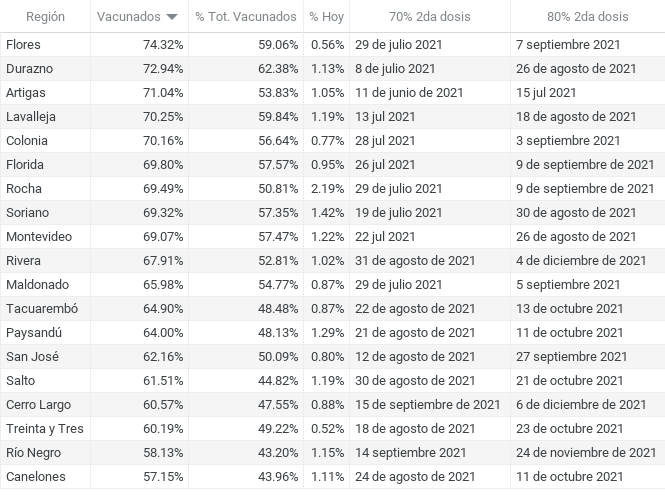 Región Vacunados % Tot. Vacunados % Hoy 70% 2da dosis 80% 2da dosis
Flores 74.32% 59.06% 0.56% 29 de julio 2021 7 septiembre 2021
Durazno 72.94% 62.38% 1.13% 8 de julio 2021 26 de agosto de 2021
Artigas 71.04% 53.83% 1.05% 11 de junio de 2021 15 jul 2021
Lavalleja 70.25% 59.84% 1.19% 13 jul 2021 18 de agosto de 2021
Colonia 70.16% 56.64% 0.77% 28 jul 2021 3 septiembre 2021
Florida 69.80% 57.57% 0.95% 26 jul 2021 9 de septiembre de 2021
Rocha 69.49% 50.81% 2.19% 29 de julio 2021 9 de septiembre de 2021
Soriano 69.32% 57.35% 1.42% 19 de julio 2021 30 de agosto de 2021
Montevideo 69.07% 57.47% 1.22% 22 jul 2021 26 de agosto de 2021
Rivera 67.91% 52.81% 1.02% 31 de agosto de 2021 4 de diciembre de 2021
Maldonado 65.98% 54.77% 0.87% 29 de julio 2021 5 septiembre 2021
Tacuarembó 64.90% 48.48% 0.87% 22 de agosto de 2021 13 de octubre 2021
Paysandú 64.00% 48.13% 1.29% 21 de agosto de 2021 11 de octubre 2021
San José 62.16% 50.09% 0.80% 12 de agosto de 2021 27 septiembre 2021
Salto 61.51% 44.82% 1.19% 30 de agosto de 2021 21 de octubre 2021
Cerro Largo 60.57% 47.55% 0.88% 15 de septiembre de 2021 6 de diciembre de 2021
Treinta y Tres 60.19% 49.22% 0.52% 18 de agosto de 2021 23 de octubre 2021
Río Negro 58.13% 43.20% 1.15% 14 septiembre 2021 24 de noviembre de 2021
Canelones 57.15% 43.96% 1.11% 24 de agosto de 2021 11 de octubre 2021